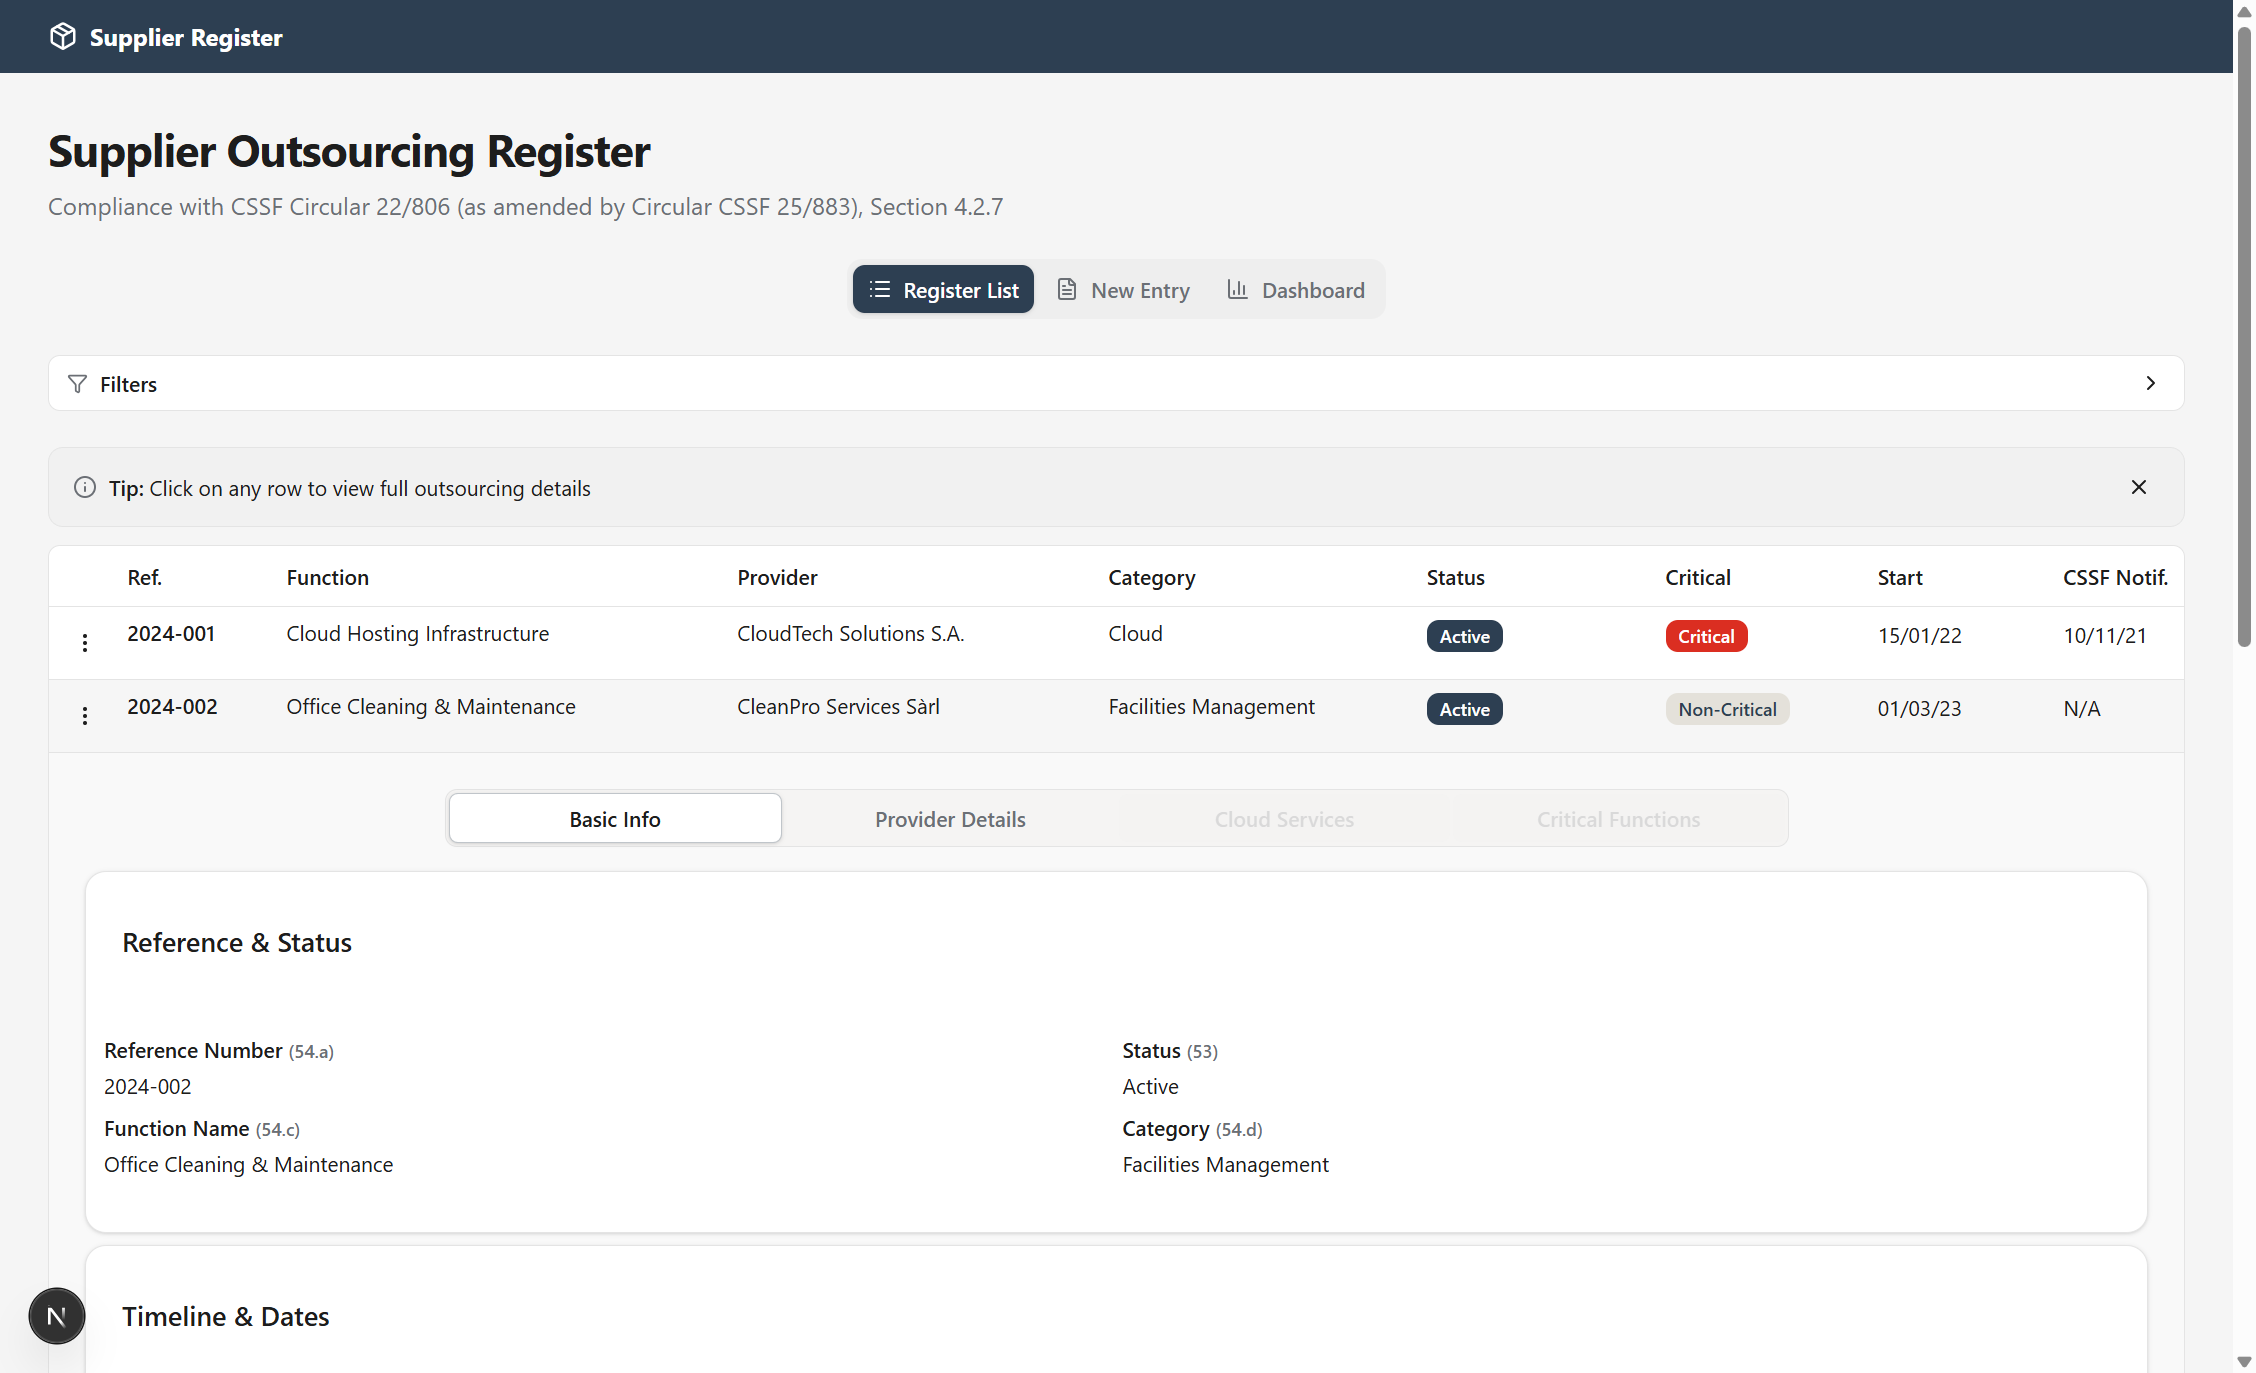 Supplier Register
Supplier Outsourcing Register
Compliance with CSSF Circular 22/806 (as amended by Circular CSSF 25/883), Section 4.2.7
Register List New Entry Dashboard
Filters
Tip: Click on any row to view full outsourcing details
Ref. Function Provider Category Status Critical Start CSSF Notif.
2024-001 Cloud Hosting Infrastructure CloudTech Solutions S.A. Cloud Active Critical 15/01/22 10/11/21
2024-002 Office Cleaning & Maintenance CleanPro Services Sàrl Facilities Management Active Non-Critical 01/03/23 N/A
Basic Info Provider Details Cloud Services Critical Functions
Reference & Status
Reference Number (54.a) Status (53)
2024-002 Active
Function Name (54.c) Category (54.d)
Office Cleaning & Maintenance Facilities Management
N
Timeline & Dates